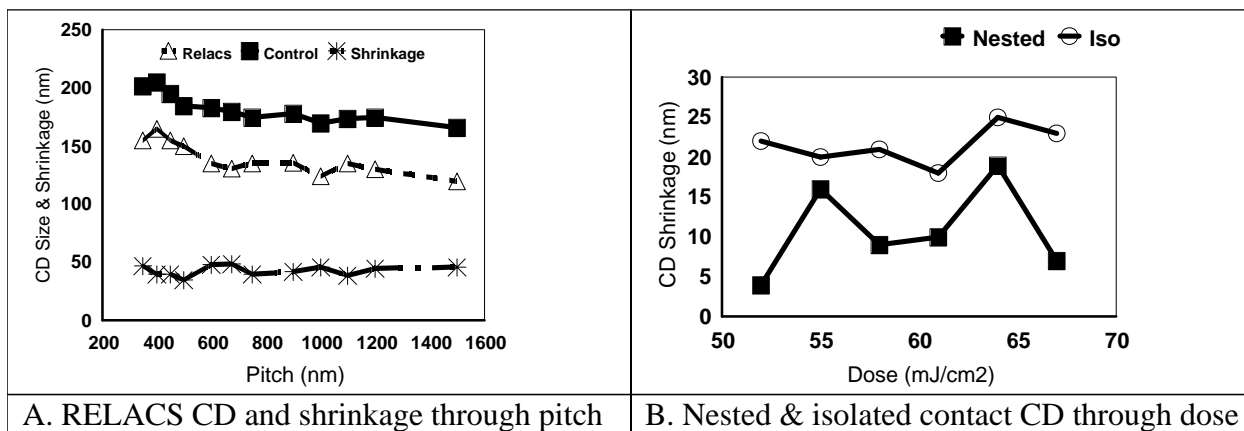 250
200
150
100
50
0
CD Size & Shrinkage (nm)
Relacs Control Shrinkage
200 400 600 800 1000 1200 1400 1600
Pitch (nm)
A. RELACS CD and shrinkage through pitch
Nested Iso
30
25
20
15
10
5
0
CD Shrinkage (nm)
50 55 60 65 70
Dose (mJ/cm2)
B. Nested & isolated contact CD through dose